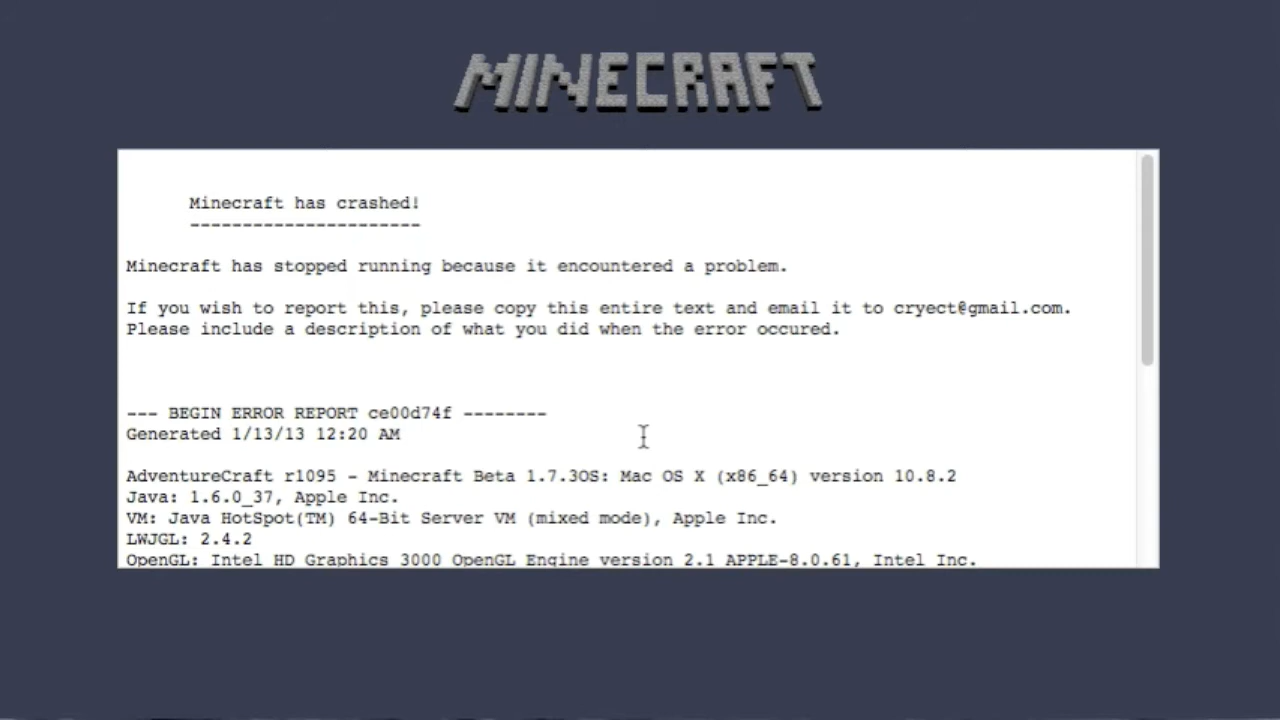 MINECRAFT
Minecraft has crashed!
----------------------
Minecraft has stopped running because it encountered a problem.
If you wish to report this, please copy this entire text and email it to cryect@gmail.com.
Please include a description of what you did when the error occured.
--- BEGIN ERROR REPORT ce00d74f --------
Generated 1/13/13 12:20 AM
AdventureCraft r1095 - Minecraft Beta 1.7.3OS: Mac OS X (x86_64) version 10.8.2
Java: 1.6.0_37, Apple Inc.
VM: Java HotSpot(TM) 64-Bit Server VM (mixed mode), Apple Inc.
LWJGL: 2.4.2
OpenGL: Intel HD Graphics 3000 OpenGL Engine version 2.1 APPLE-8.0.61, Intel Inc.